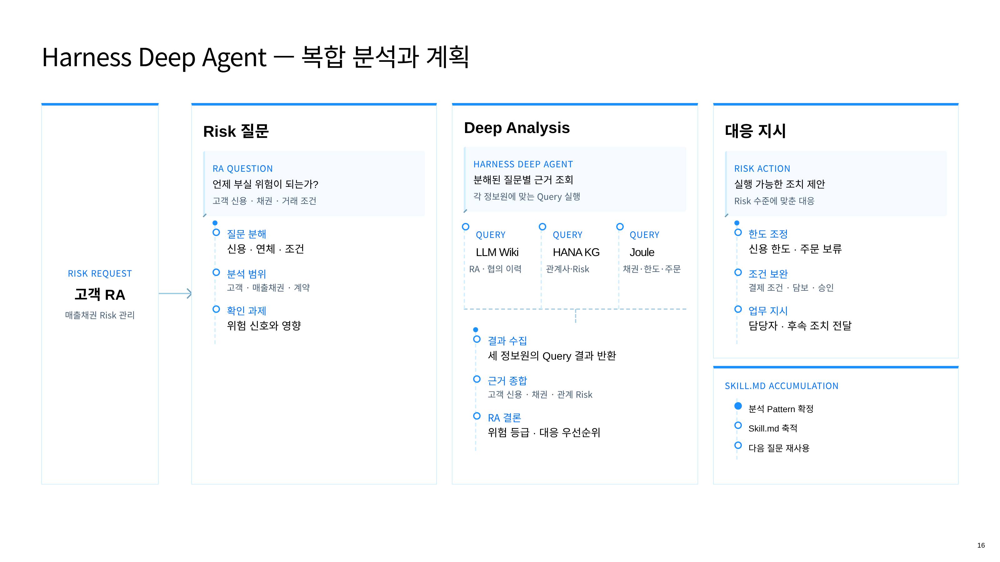 Harness Deep Agent — 복합 분석과 계획
RISK REQUEST
고객 RA
매출채권 Risk 관리
Risk 질문
RA QUESTION
언제 부실 위험이 되는가?
고객 신용 · 채권 · 거래 조건
질문 분해
신용 · 연체 · 조건
분석 범위
고객 · 매출채권 · 계약
확인 과제
위험 신호와 영향
Deep Analysis
HARNESS DEEP AGENT
분해된 질문별 근거 조회
각 정보원에 맞는 Query 실행
QUERY
LLM Wiki
RA · 협의 이력
QUERY
HANA KG
관계사·Risk
QUERY
Joule
채권·한도·주문
결과 수집
세 정보원의 Query 결과 반환
근거 종합
고객 신용 · 채권 · 관계 Risk
RA 결론
위험 등급 · 대응 우선순위
대응 지시
RISK ACTION
실행 가능한 조치 제안
Risk 수준에 맞춘 대응
한도 조정
신용 한도 · 주문 보류
조건 보완
결제 조건 · 담보 · 승인
업무 지시
담당자 · 후속 조치 전달
SKILL.MD ACCUMULATION
분석 Pattern 확정
Skill.md 축적
다음 질문 재사용
16